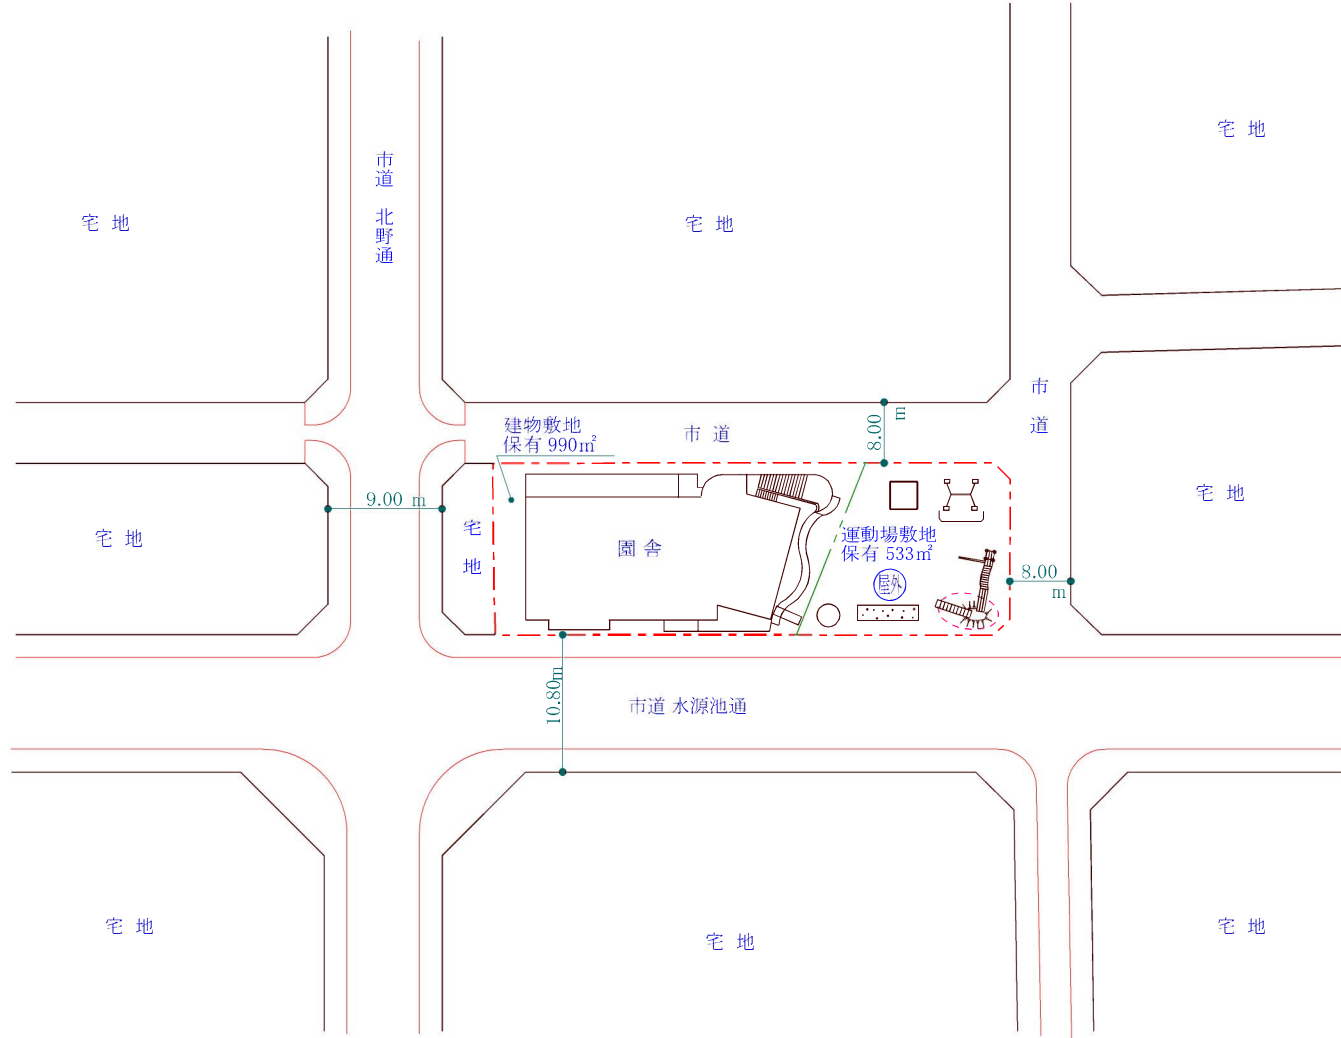 宅 地
市道 北野通
宅 地
宅 地
市 道
建物敷地
保有 990㎡
市 道
8.00 m
9.00 m
宅 地
宅 地
園 舎
運動場敷地
保有 533㎡
屋外
8.00 m
宅 地
10.80m
市道 水源池通
宅 地
宅 地
宅 地